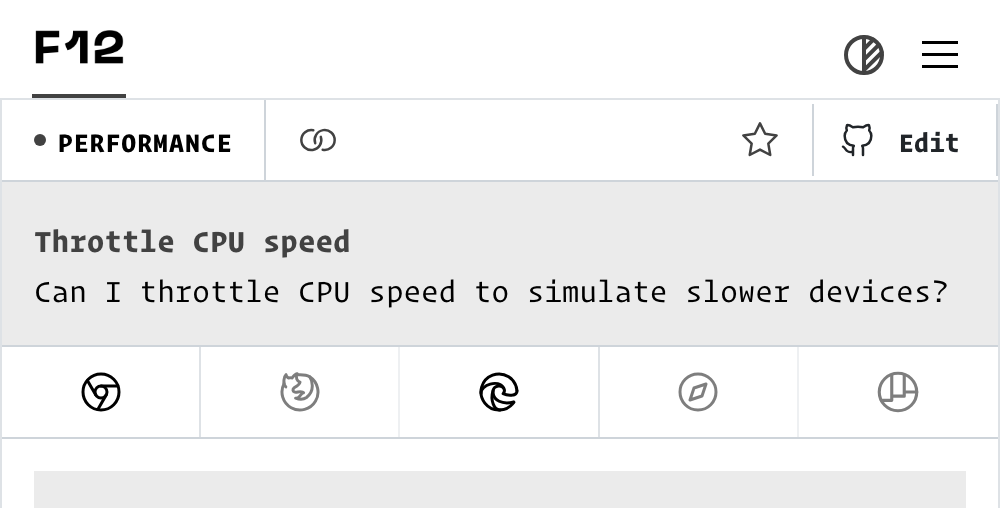 F12
PERFORMANCE
Edit
Throttle CPU speed
Can I throttle CPU speed to simulate slower devices?